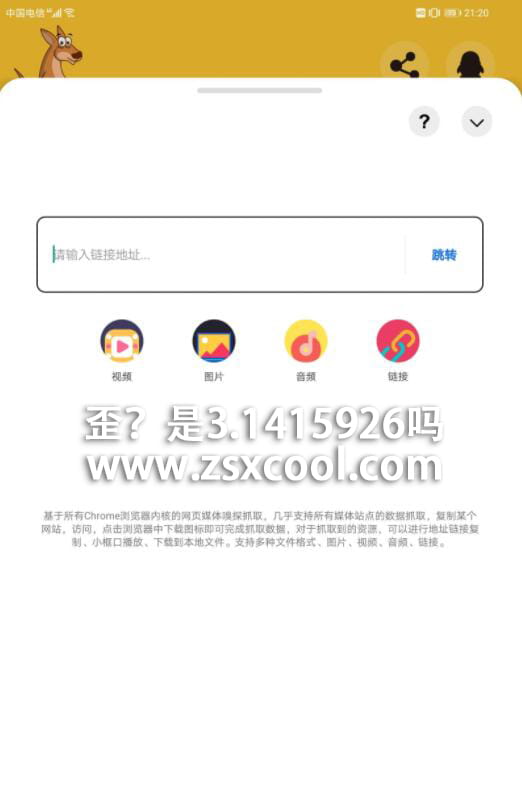 中国电信 4G 21:20
?
请输入链接地址... 跳转
视频 图片 音频 链接
歪？是3.1415926吗
www.zsxcool.com
基于所有Chrome浏览器内核的网页媒体嗅探抓取，几乎支持所有媒体站点的数据抓取，复制某个
网站，访问，点击浏览器中下载图标即可完成抓取数据，对于抓取到的资源，可以进行地址链接复
制、小框口播放、下载到本地文件。支持多种文件格式、图片、视频、音频、链接。